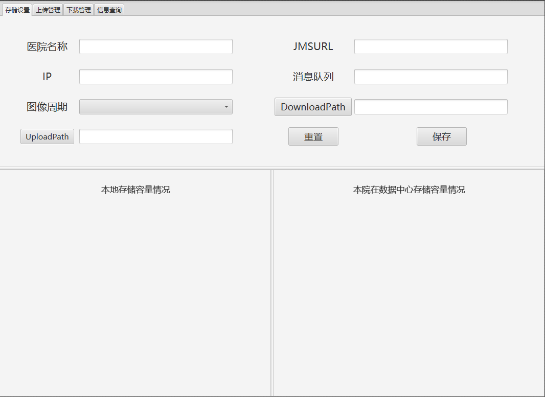 存储设置 上传管理 下载管理 信息查询
医院名称 JMSURL
IP 消息队列
图像周期 DownloadPath
UploadPath 重置 保存
本地存储容量情况 本院在数据中心存储容量情况